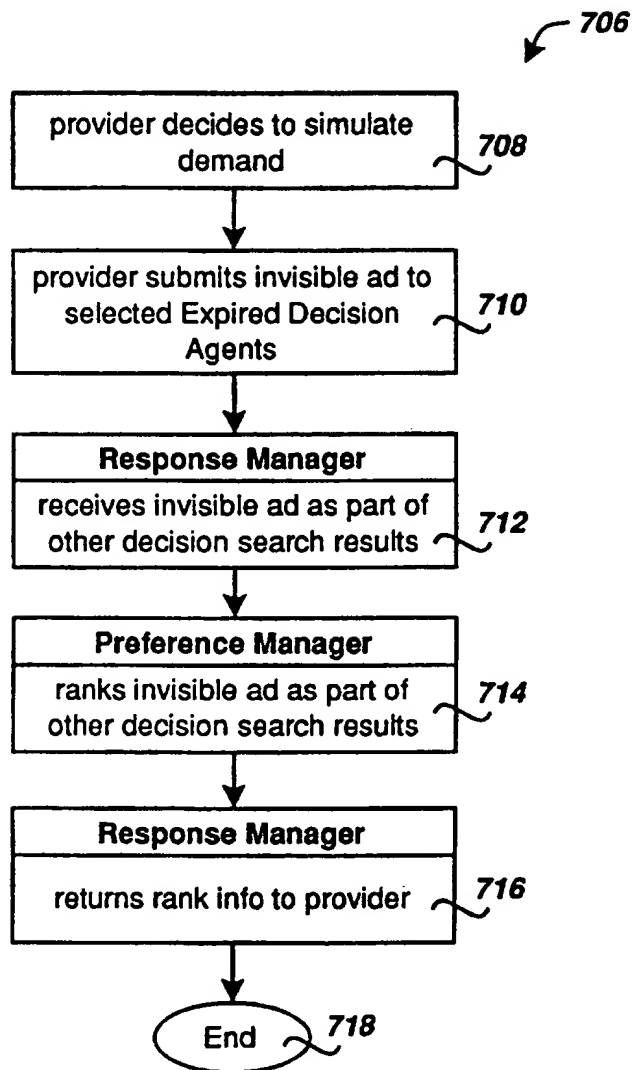 706
provider decides to simulate
demand
708
provider submits invisible ad to
selected Expired Decision
Agents
710
Response Manager
receives invisible ad as part of
other decision search results
712
Preference Manager
ranks invisible ad as part of
other decision search results
714
Response Manager
returns rank info to provider
716
End
718